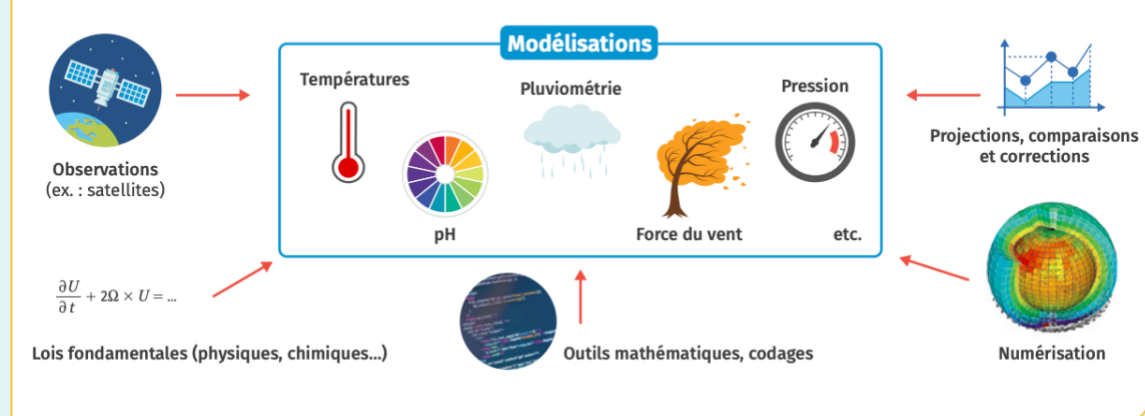 Modélisations
Températures
Pluviométrie
Pression
pH
Force du vent
etc.
Observations
(ex. : satellites)
Projections, comparaisons
et corrections
∂U/∂t + 2Ω × U = ...
Lois fondamentales (physiques, chimiques...)
Outils mathématiques, codages
Numérisation